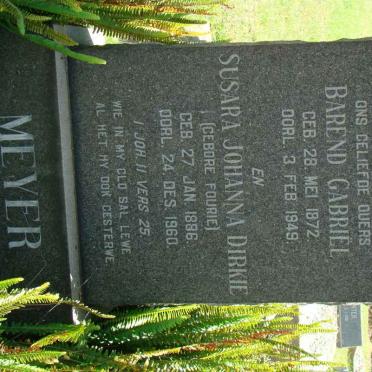 ONS GELIEFDE OUERS
BAREND GABRIËL
GEB. 28 MEI 1872
OORL. 3 FEB. 1949.
EN
SUSARA JOHANNA DIRKIE
(GEBORE FOURIE)
GEB. 27 JAN. 1886
OORL. 24 DES. 1960.
JOH. 11 VERS 25.
WIE IN MY GLO SAL LEWE
AL HET HY OOK GESTERWE
MEYER